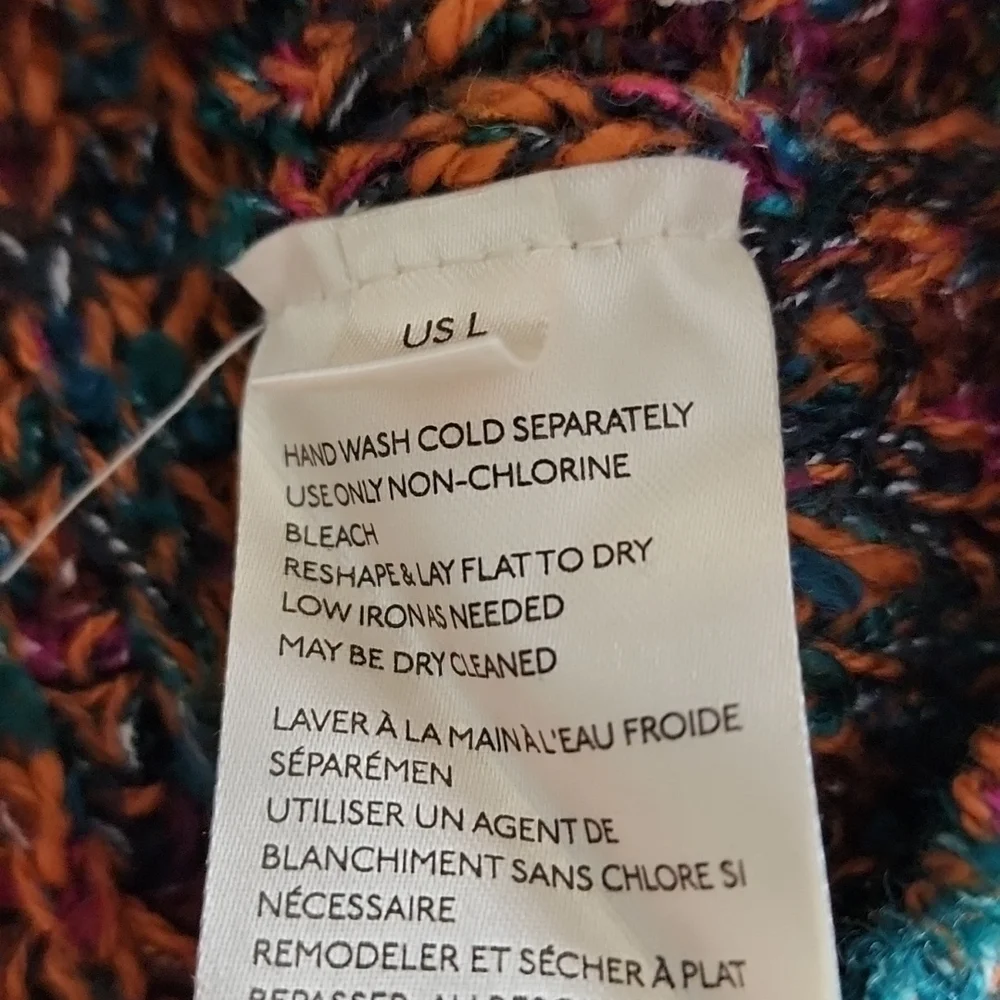 US L
HAND WASH COLD SEPARATELY
USE ONLY NON-CHLORINE
BLEACH
RESHAPE & LAY FLAT TO DRY
LOW IRON AS NEEDED
MAY BE DRY CLEANED
LAVER À LA MAIN À L'EAU FROIDE
SÉPARÉMEN
UTILISER UN AGENT DE
BLANCHIMENT SANS CHLORE SI
NÉCESSAIRE
REMODELER ET SÉCHER À PLAT
REPASSER